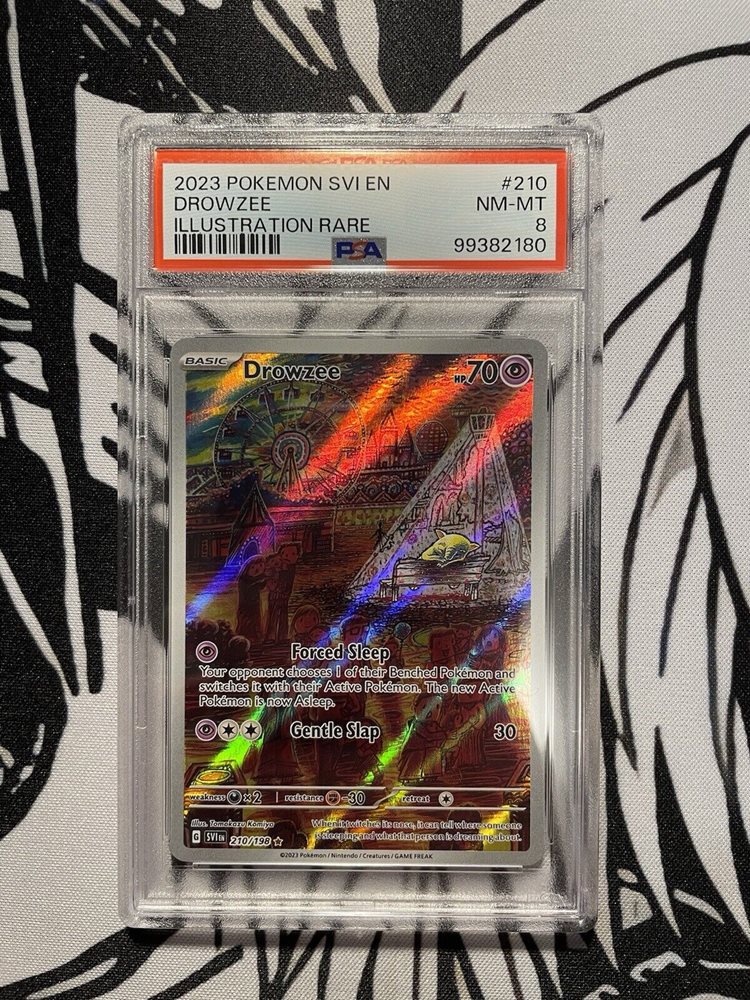 2023 POKEMON SVI EN #210
DROWZEE NM-MT
ILLUSTRATION RARE 8
PSA 99382180
BASIC Drowzee HP 70
Forced Sleep
Your opponent chooses 1 of their Benched Pokémon and
switches it with their Active Pokémon. The new Active
Pokémon is now Asleep.
Gentle Slap 30
weakness ×2 resistance -30 retreat
Illus. Tomokazu Komiya
G SVI EN 210/198
When it twitches its nose, it can tell where someone
is sleeping and what that person is dreaming about.
©2023 Pokémon / Nintendo / Creatures / GAME FREAK